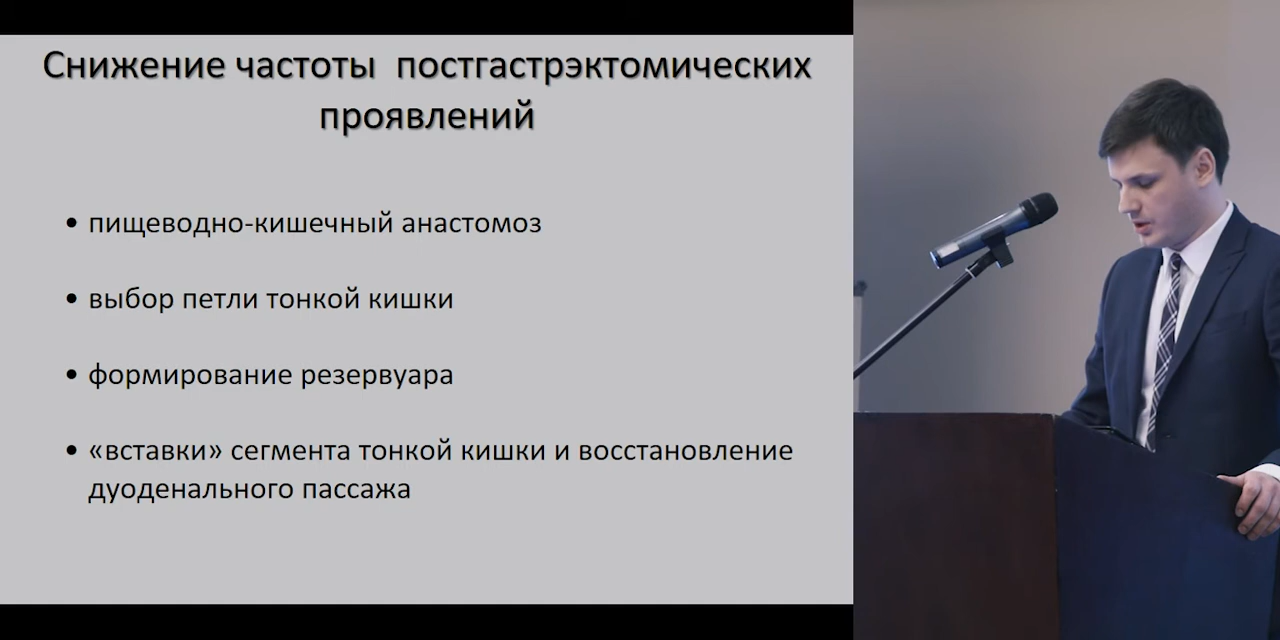 Снижение частоты постгастрэктомических
проявлений
• пищеводно-кишечный анастомоз
• выбор петли тонкой кишки
• формирование резервуара
• «вставки» сегмента тонкой кишки и восстановление
дуоденального пассажа